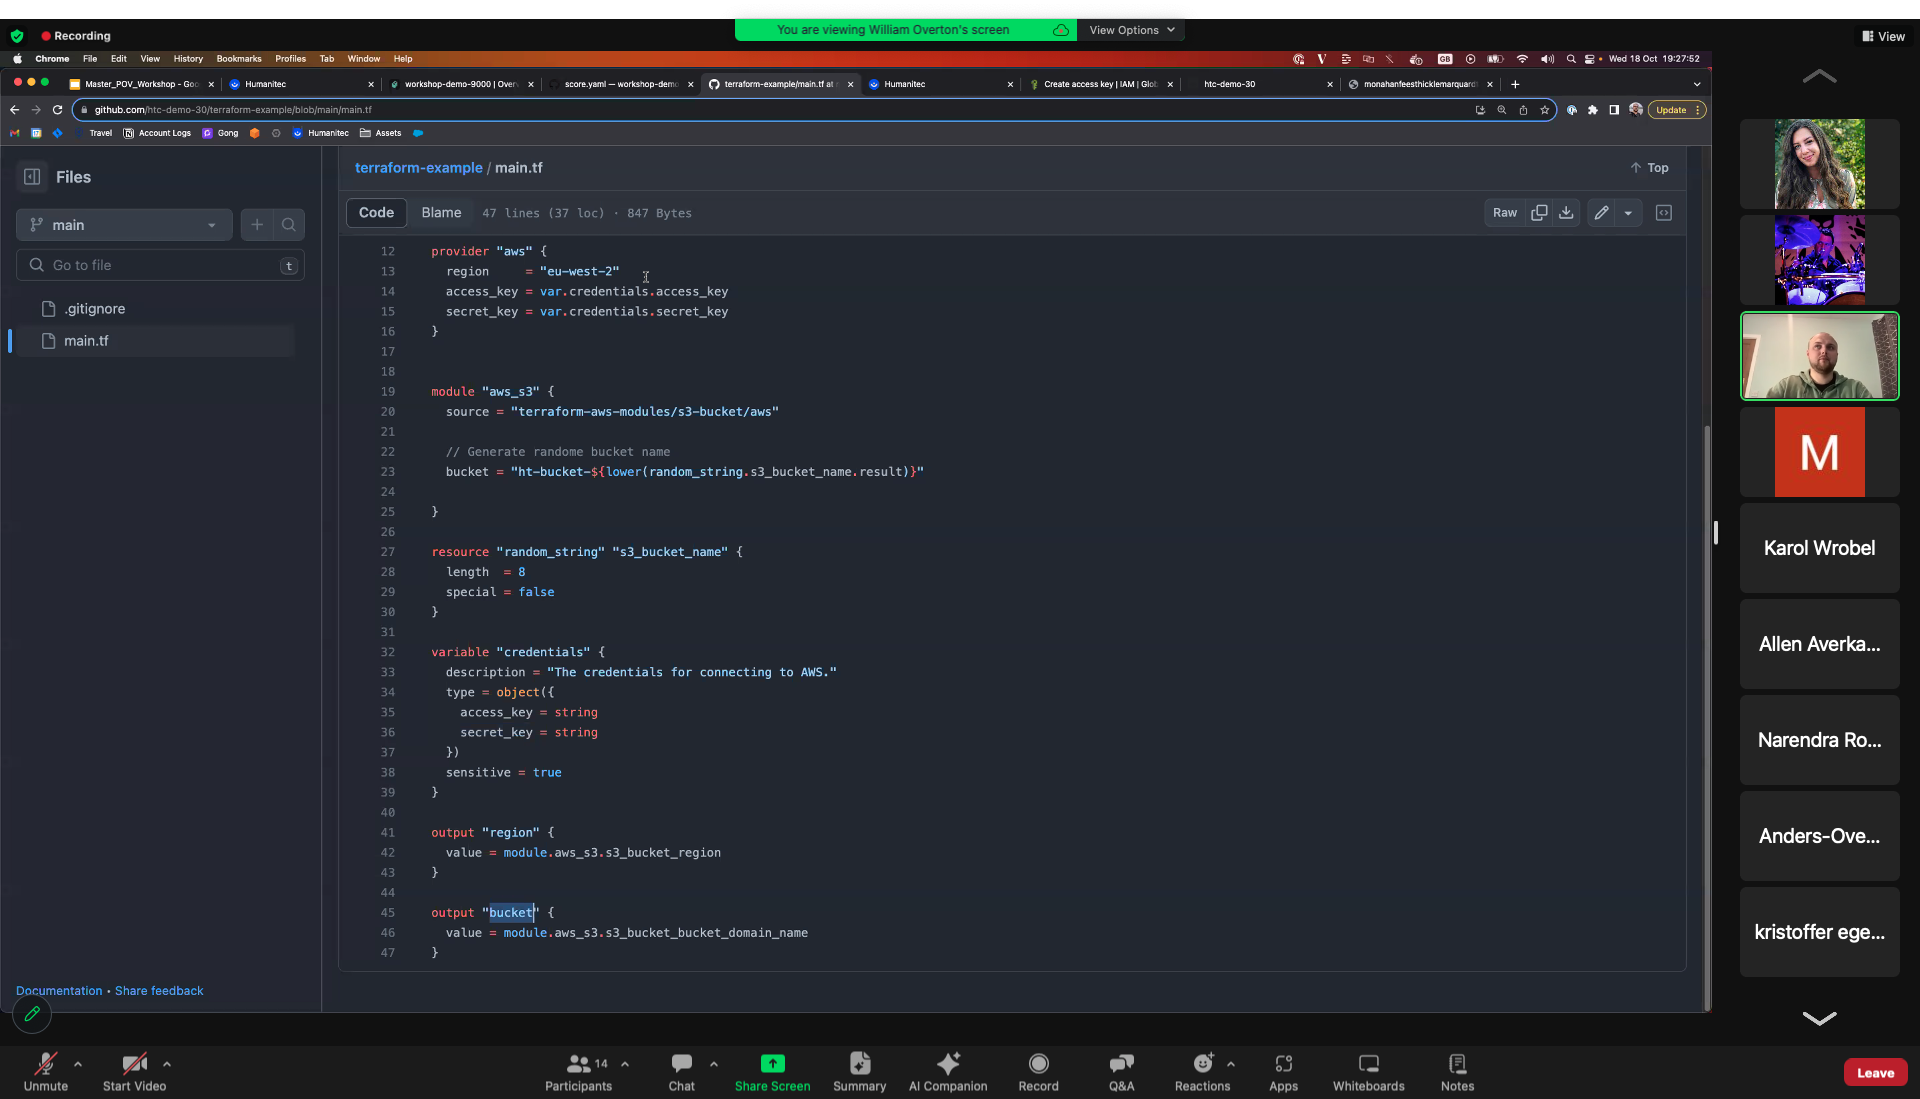 You are viewing William Overton's screen
View Options
Recording
View
Chrome File Edit View History Bookmarks Profiles Tab Window Help
GB
Wed 18 Oct 19:27:52
Master_POV_Workshop - Goo
Humanitec
workshop-demo-9000 | Over
score.yaml — workshop-demo
terraform-example/main.tf at
Humanitec
Create access key | IAM | Glob
htc-demo-30
monahanfeesthicklemarquard
github.com/htc-demo-30/terraform-example/blob/main/main.tf
Update
Travel
Account Logs
Gong
Humanitec
Assets
Files
main
Go to file
t
.gitignore
main.tf
Documentation • Share feedback
terraform-example / main.tf
Top
Code
Blame
47 lines (37 loc) · 847 Bytes
Raw
12 provider "aws" {
13 region     = "eu-west-2"
14 access_key = var.credentials.access_key
15 secret_key = var.credentials.secret_key
16 }
17
18
19 module "aws_s3" {
20 source = "terraform-aws-modules/s3-bucket/aws"
21
22 // Generate randome bucket name
23 bucket = "ht-bucket-${lower(random_string.s3_bucket_name.result)}"
24
25 }
26
27 resource "random_string" "s3_bucket_name" {
28 length  = 8
29 special = false
30 }
31
32 variable "credentials" {
33 description = "The credentials for connecting to AWS."
34 type = object({
35 access_key = string
36 secret_key = string
37 })
38 sensitive = true
39 }
40
41 output "region" {
42 value = module.aws_s3.s3_bucket_region
43 }
44
45 output "bucket" {
46 value = module.aws_s3.s3_bucket_bucket_domain_name
47 }
M
Karol Wrobel
Allen Averka...
Narendra Ro...
Anders-Ove...
kristoffer ege...
Unmute
Start Video
14
Participants
Chat
Share Screen
Summary
AI Companion
Record
Q&A
Reactions
Apps
Whiteboards
Notes
Leave